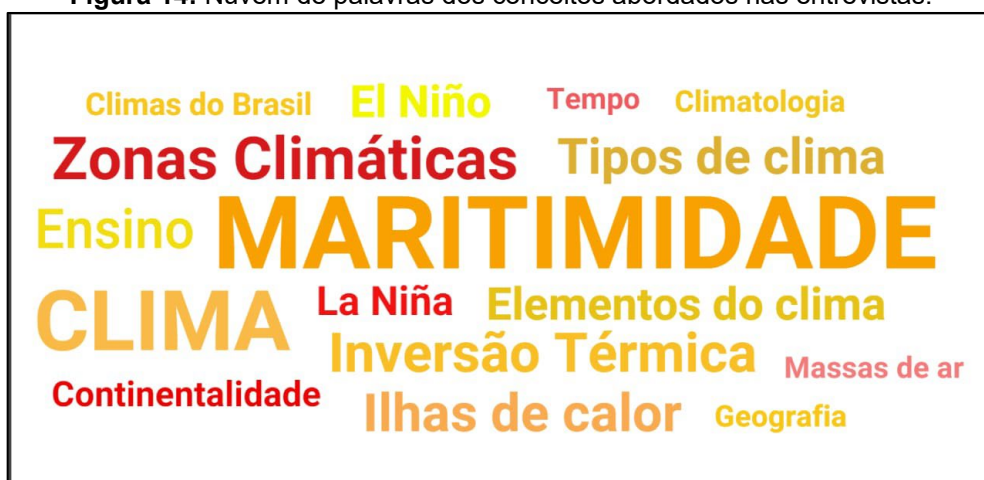 Figura 14: Nuvem de palavras dos conceitos abordados nas entrevistas.
Climas do Brasil El Niño Tempo Climatologia
Zonas Climáticas Tipos de clima
Ensino MARITIMIDADE
CLIMA La Niña Elementos do clima
Inversão Térmica Massas de ar
Continentalidade Ilhas de calor Geografia